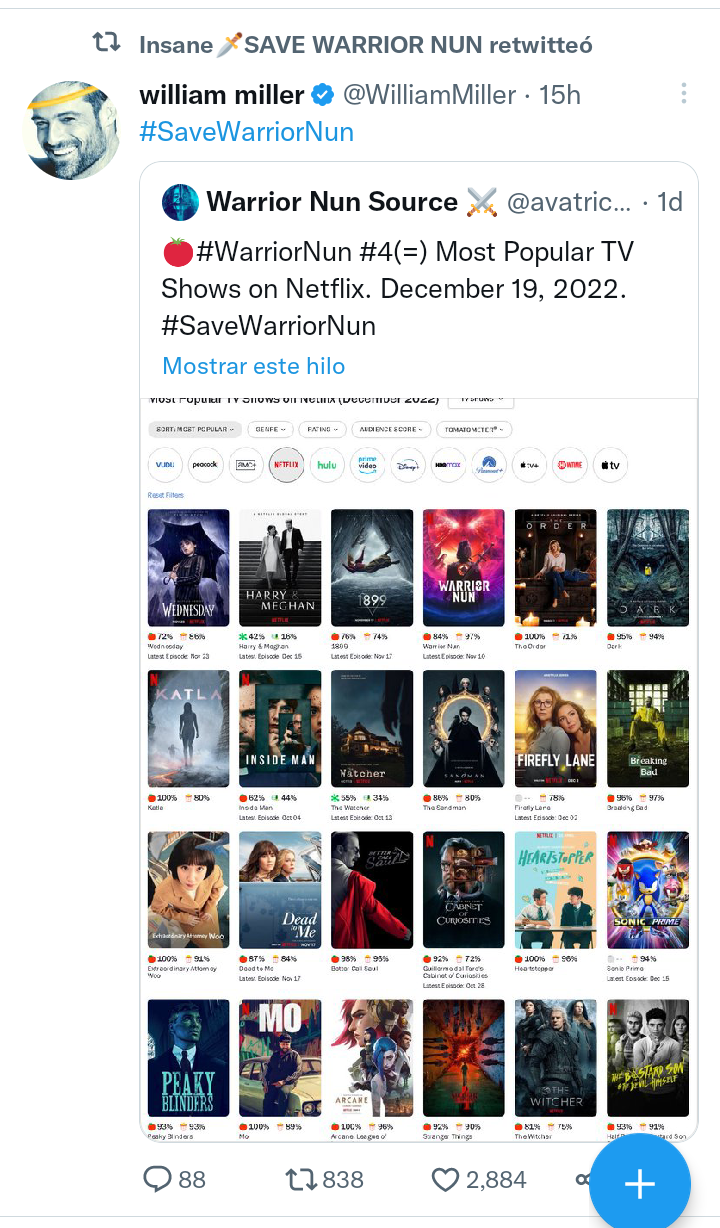 Insane🗡️SAVE WARRIOR NUN retwitteó
william miller @WilliamMiller · 15h
#SaveWarriorNun
Warrior Nun Source ⚔️ @avatric... · 1d
🍅#WarriorNun #4(=) Most Popular TV
Shows on Netflix. December 19, 2022.
#SaveWarriorNun
Mostrar este hilo
Most Popular TV Shows on Netflix (December 2022)
SORT: MOST POPULAR GENRE RATING AUDIENCE SCORE TOMATOMETER®
VUDU peacock AMC+ NETFLIX hulu prime video Disney+ HBOMAX Paramount+ tv+ SHOWTIME tv
Reset Filters
WEDNESDAY HARRY & MEGHAN 1899 WARRIOR NUN THE ORDER DARK
72% 86% 42% 16% 76% 74% 84% 97% 100% 71% 95% 94%
Wednesday Harry & Meghan 1899 Warrior Nun The Order Dark
Latest Episode: Nov 23 Latest Episode: Dec 15 Latest Episode: Nov 17 Latest Episode: Nov 10
KATLA INSIDE MAN Watcher SANDMAN FIREFLY LANE Breaking Bad
100% 80% 62% 44% 55% 34% 86% 80% -- 78% 96% 97%
Katla Inside Man The Watcher The Sandman Firefly Lane Breaking Bad
Latest Episode: Oct 04 Latest Episode: Oct 13 Latest Episode: Dec 02
Extraordinary Attorney Woo Dead to Me BETTER CALL Saul CABINET OF CURIOSITIES HEARTSTOPPER SONIC PRIME
100% 91% 87% 84% 98% 95% 92% 72% 100% 96% -- 94%
Extraordinary Attorney Dead to Me Better Call Saul Guillermo del Toro's Heartstopper Sonic Prime
Woo Latest Episode: Nov 17 Cabinet of Curiosities Latest Episode: Dec 15
Latest Episode: Oct 28
PEAKY BLINDERS MO ARCANE THE WITCHER THE BASTARD SON & THE DEVIL HIMSELF
93% 93% 100% 89% 100% 96% 92% 90% 81% 75% 93% 91%
Peaky Blinders Mo Arcane: League of Stranger Things The Witcher
88 838 2,884